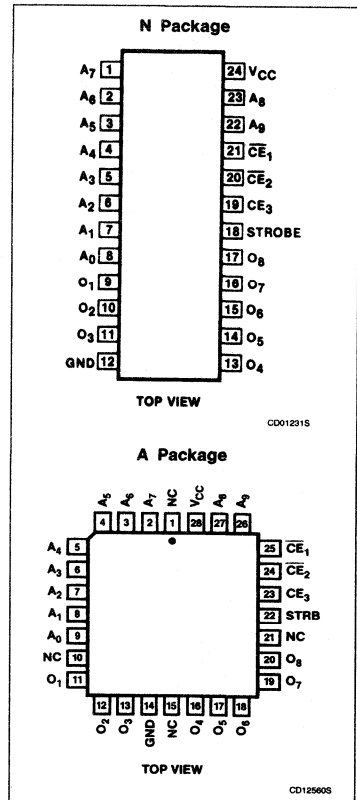 N Package
A7 1 24 VCC
A6 2 23 A8
A5 3 22 A9
A4 4 21 C̅E̅1
A3 5 20 C̅E̅2
A2 6 19 CE3
A1 7 18 STROBE
A0 8 17 O8
O1 9 16 O7
O2 10 15 O6
O3 11 14 O5
GND 12 13 O4
TOP VIEW
CD01231S
A Package
A5 A6 A7 NC VCC A8 A9
4 3 2 1 28 27 26
A4 5 25 C̅E̅1
A3 6 24 C̅E̅2
A2 7 23 CE3
A1 8 22 STRB
A0 9 21 NC
NC 10 20 O8
O1 11 19 O7
12 13 14 15 16 17 18
O2 O3 GND NC O4 O5 O6
TOP VIEW
CD12560S